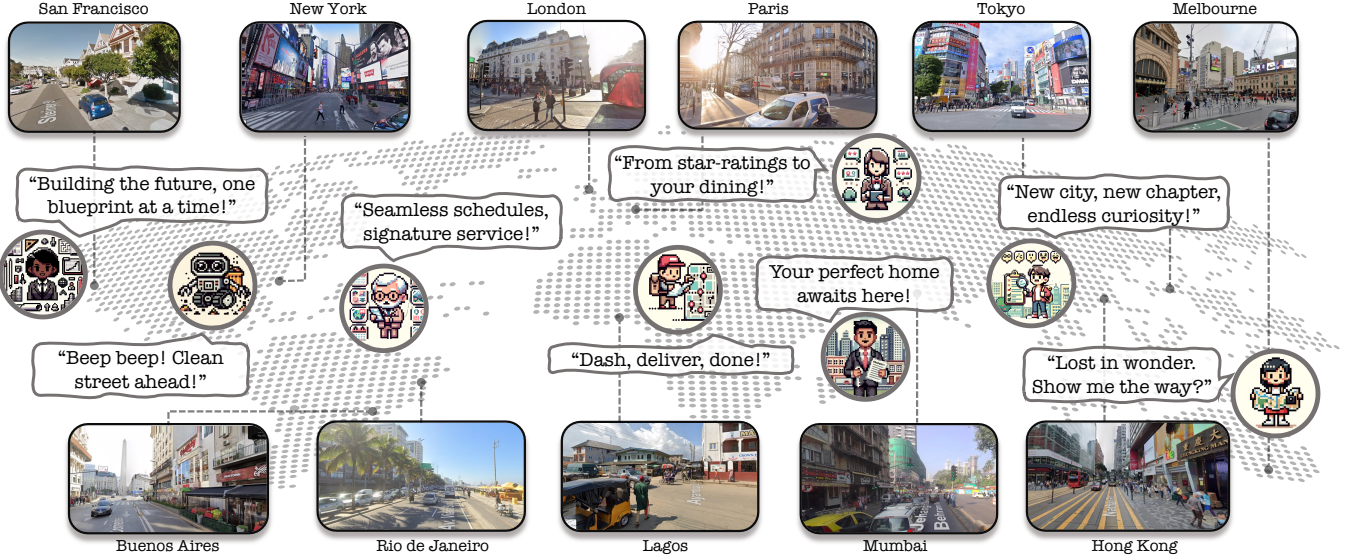 San Francisco
New York
London
Paris
Tokyo
Melbourne
“From star-ratings to
your dining!”
“Building the future, one
blueprint at a time!”
“New city, new chapter,
endless curiosity!”
“Seamless schedules,
signature service!”
Your perfect home
awaits here!
“Beep beep! Clean
street ahead!”
“Dash, deliver, done!”
“Lost in wonder.
Show me the way?”
Buenos Aires
Rio de Janeiro
Lagos
Mumbai
Hong Kong